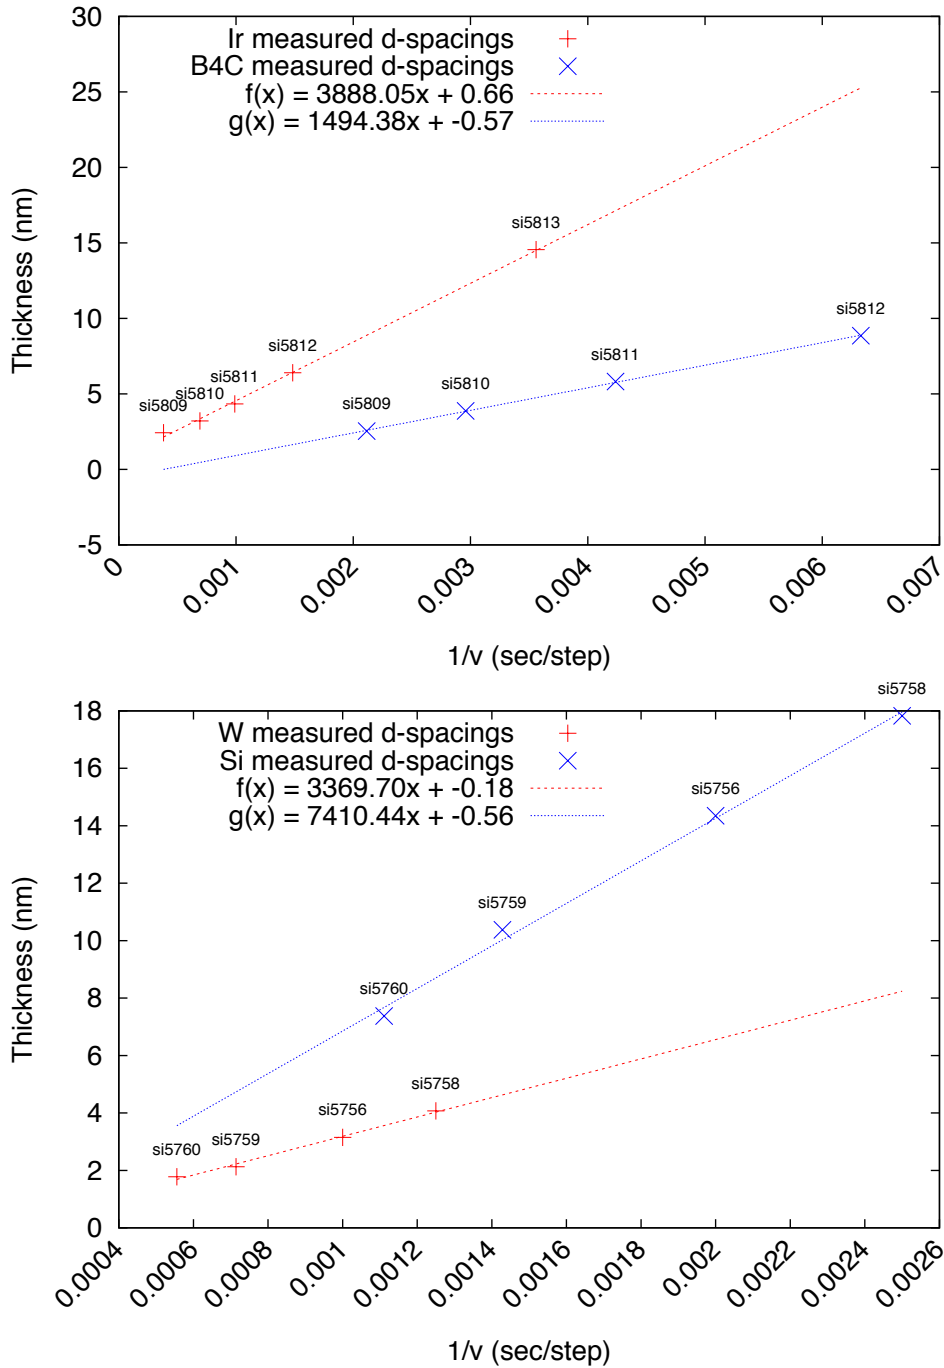 30
25
20
15
10
5
0
-5
Thickness (nm)
Ir measured d-spacings
B4C measured d-spacings
f(x) = 3888.05x + 0.66
g(x) = 1494.38x + -0.57
si5813
si5812
si5811
si5810
si5809
si5809
si5810
si5811
si5812
0 0.001 0.002 0.003 0.004 0.005 0.006 0.007
1/v (sec/step)
18
16
14
12
10
8
6
4
2
0
Thickness (nm)
W measured d-spacings
Si measured d-spacings
f(x) = 3369.70x + -0.18
g(x) = 7410.44x + -0.56
si5758
si5756
si5759
si5760
si5758
si5756
si5759
si5760
0.0004 0.0006 0.0008 0.001 0.0012 0.0014 0.0016 0.0018 0.002 0.0022 0.0024 0.0026
1/v (sec/step)